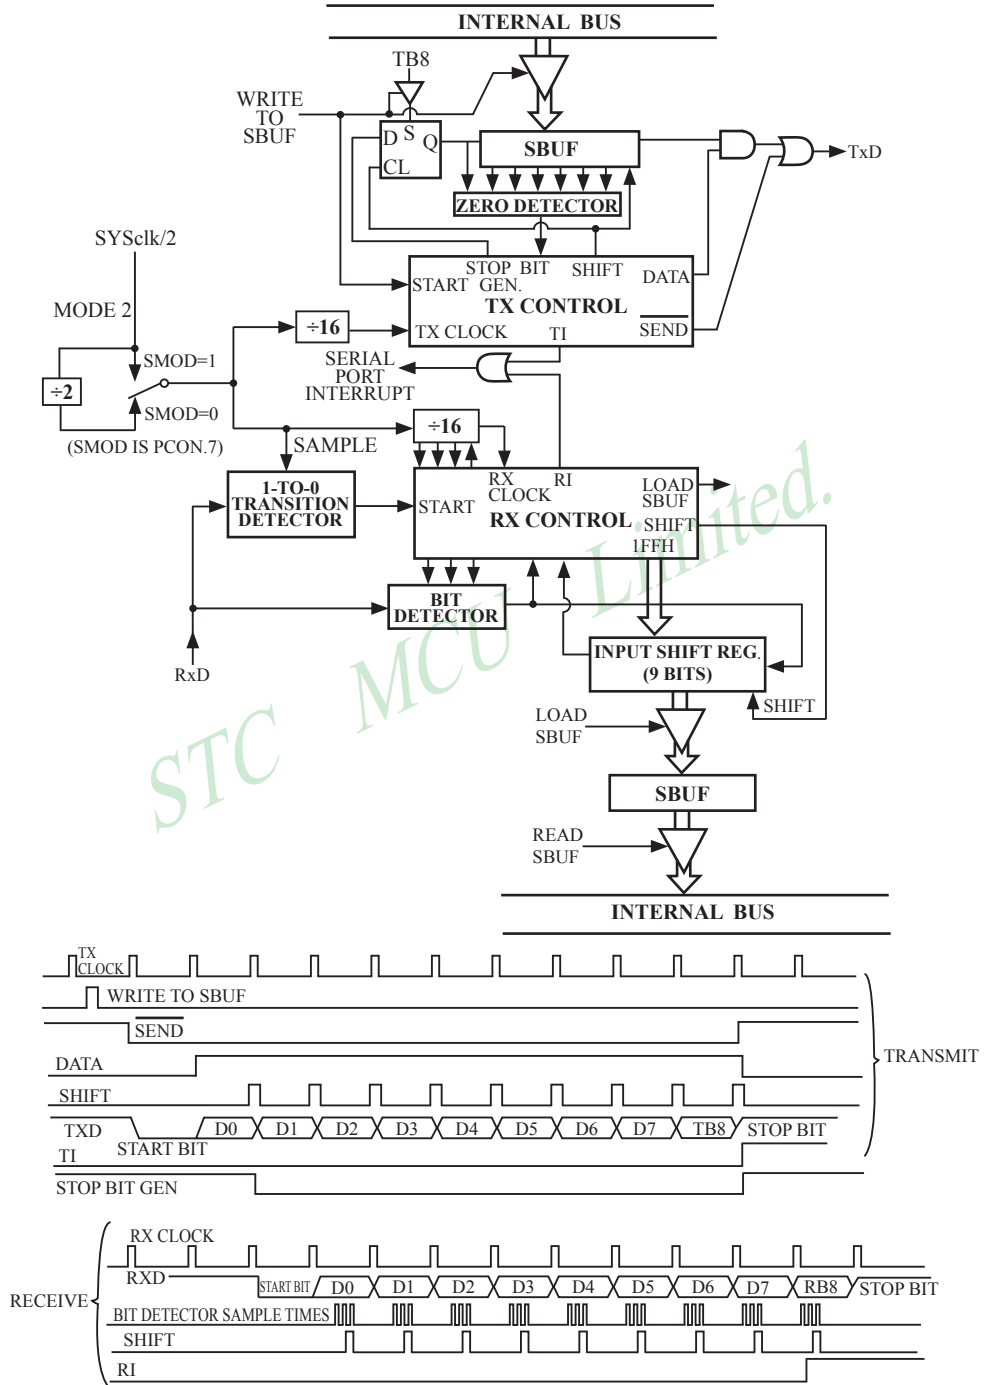 INTERNAL BUS
TB8
WRITE
TO
SBUF
D
S
Q
CL
SBUF
TxD
ZERO DETECTOR
SYSclk/2
STOP BIT
GEN.
SHIFT
START
DATA
TX CONTROL
MODE 2
÷16
TX CLOCK
TI
SEND
SERIAL
PORT
INTERRUPT
SMOD=1
÷2
SMOD=0
(SMOD IS PCON.7)
SAMPLE
÷16
1-TO-0
TRANSITION
DETECTOR
START
RX
CLOCK
RI
LOAD
SBUF
RX CONTROL
SHIFT
1FFH
BIT
DETECTOR
RxD
INPUT SHIFT REG.
(9 BITS)
SHIFT
LOAD
SBUF
SBUF
READ
SBUF
INTERNAL BUS
STC MCU Limited.
TX
CLOCK
WRITE TO SBUF
SEND
DATA
TRANSMIT
SHIFT
TXD
START BIT
D0 D1 D2 D3 D4 D5 D6 D7 TB8 STOP BIT
TI
STOP BIT GEN
RX CLOCK
RXD
START BIT D0 D1 D2 D3 D4 D5 D6 D7 RB8 STOP BIT
RECEIVE
BIT DETECTOR SAMPLE TIMES
SHIFT
RI